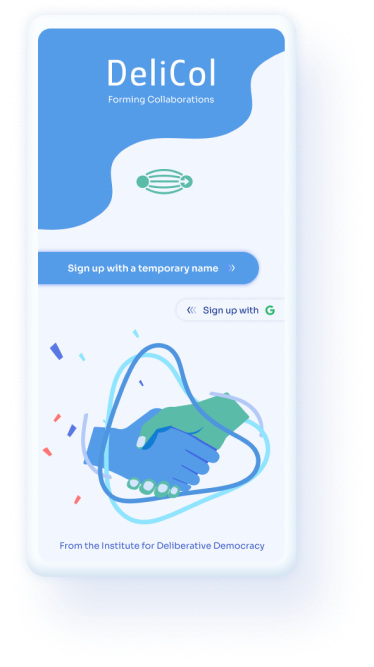 DeliCol
Forming Collaborations
Sign up with a temporary name
Sign up with G
From the Institute for Deliberative Democracy